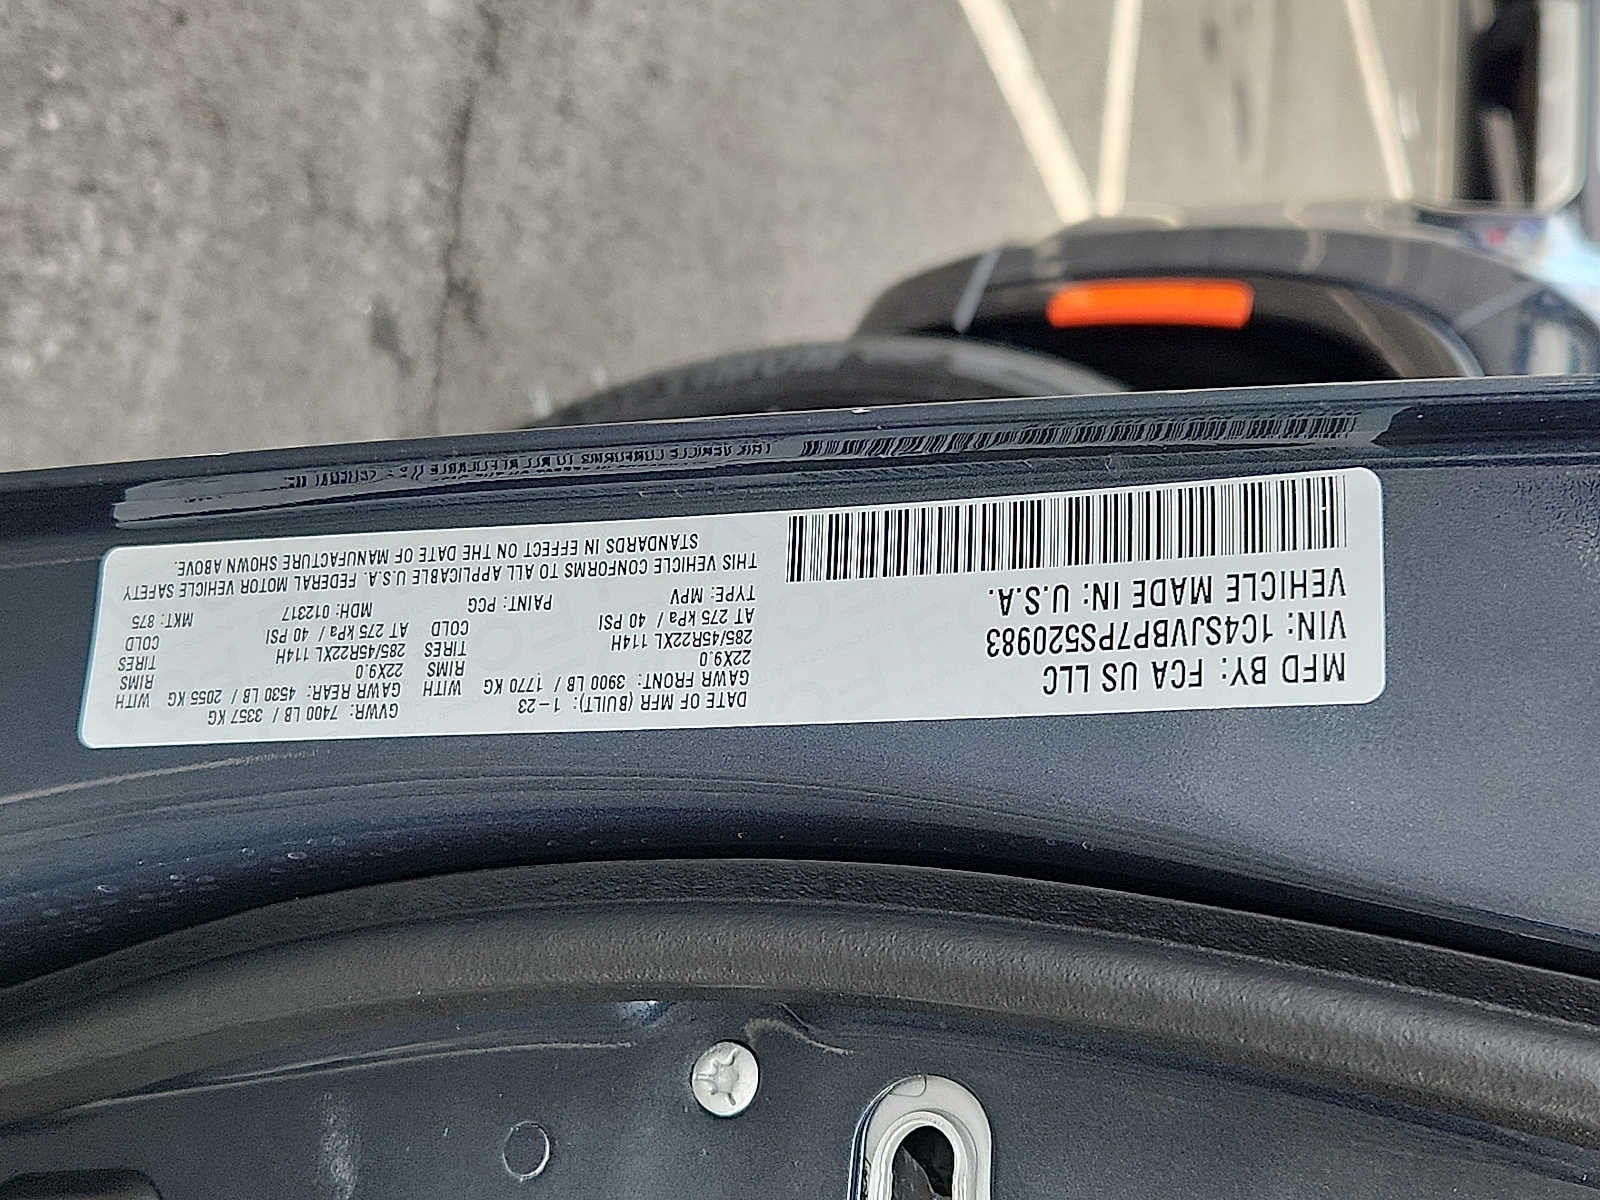 MFD BY: FCA US LLC
VIN: 1C4SJVBP7PS520983
VEHICLE MADE IN: U.S.A.
DATE OF MFR (BUILT): 1-23
GVWR: 7400 LB / 3357 KG
GAWR FRONT: 3900 LB / 1770 KG WITH
22X9.0 RIMS
285/45R22XL 114H TIRES
AT 275 kPa / 40 PSI COLD
GAWR REAR: 4530 LB / 2055 KG WITH
22X9.0 RIMS
285/45R22XL 114H TIRES
AT 275 kPa / 40 PSI COLD
TYPE: MPV PAINT: PCG MDH: 012317 MKT: 875
THIS VEHICLE CONFORMS TO ALL APPLICABLE U.S.A. FEDERAL MOTOR VEHICLE SAFETY
STANDARDS IN EFFECT ON THE DATE OF MANUFACTURE SHOWN ABOVE.